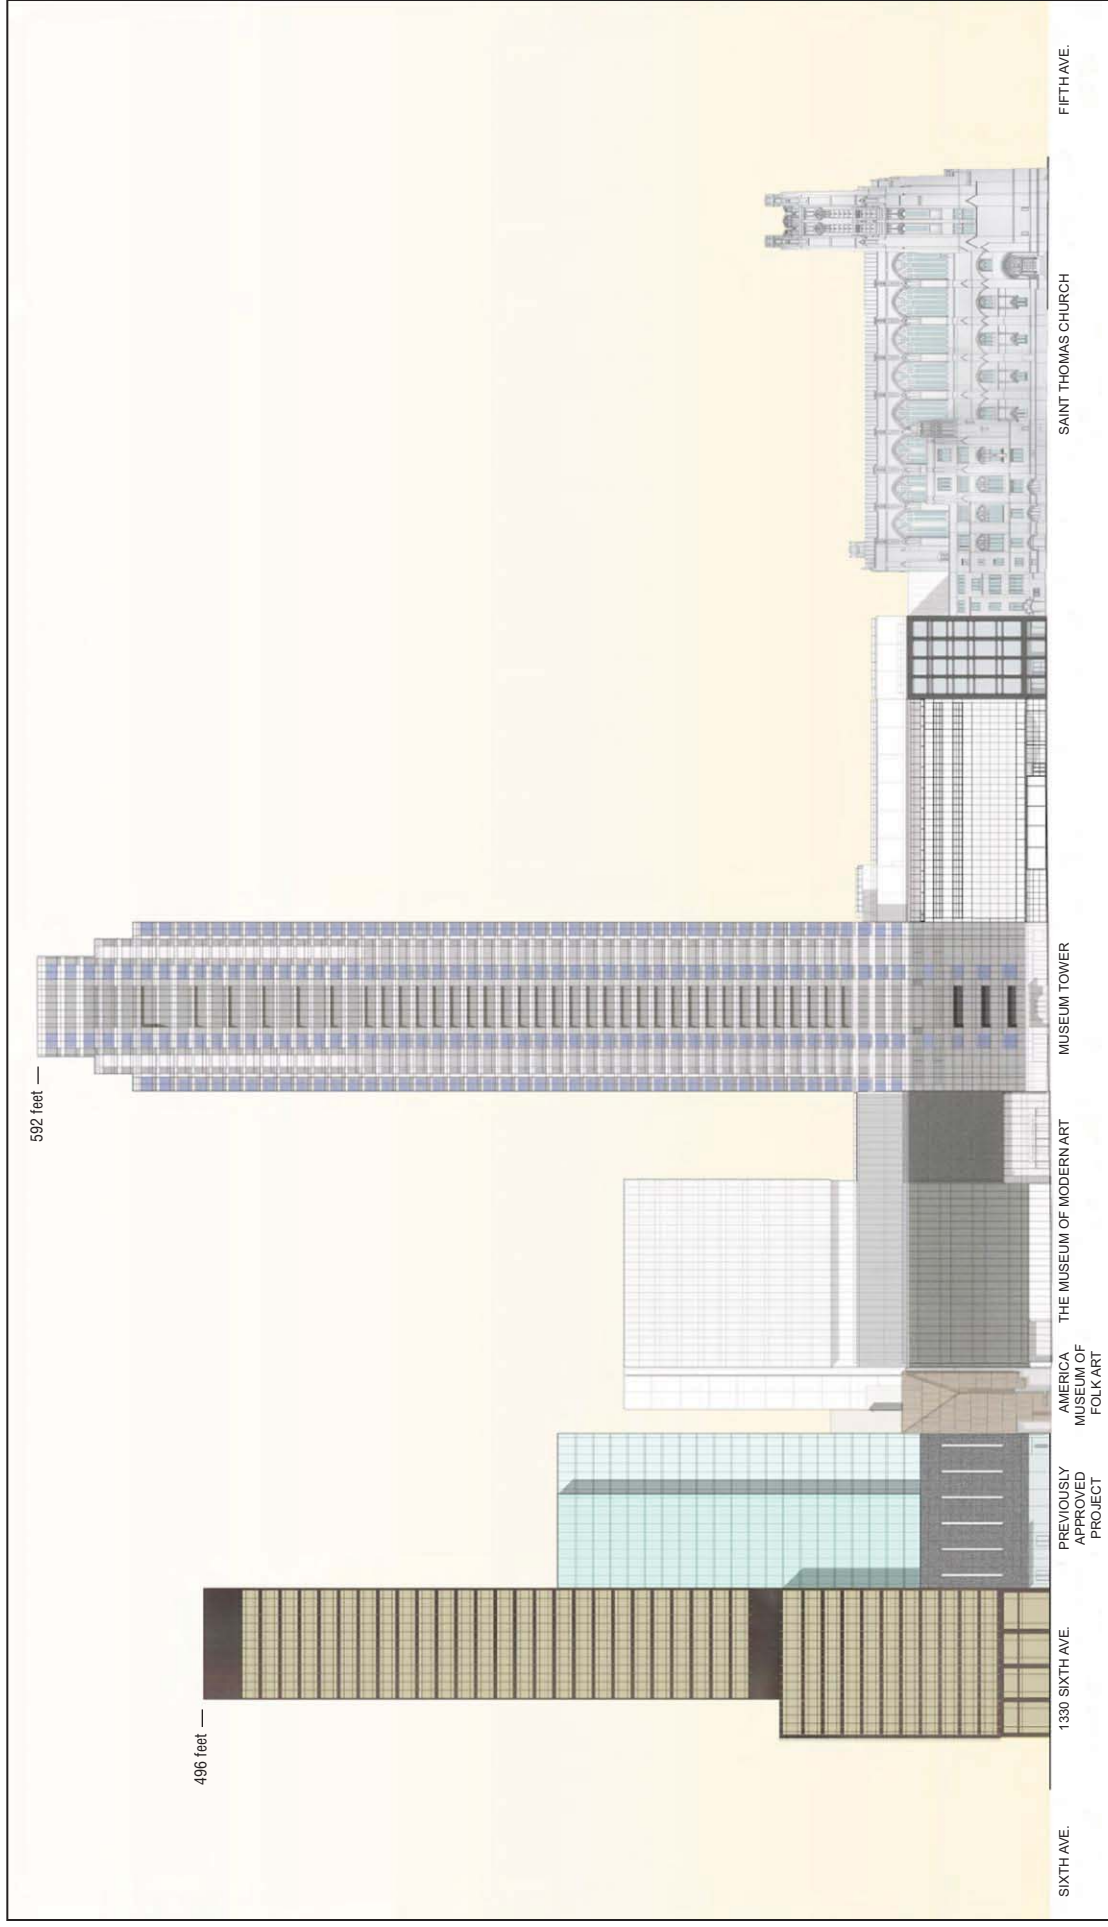 592 feet
496 feet
SIXTH AVE.
1330 SIXTH AVE.
PREVIOUSLY
APPROVED
PROJECT
AMERICA
MUSEUM OF
FOLK ART
THE MUSEUM OF MODERN ART
MUSEUM TOWER
SAINT THOMAS CHURCH
FIFTH AVE.